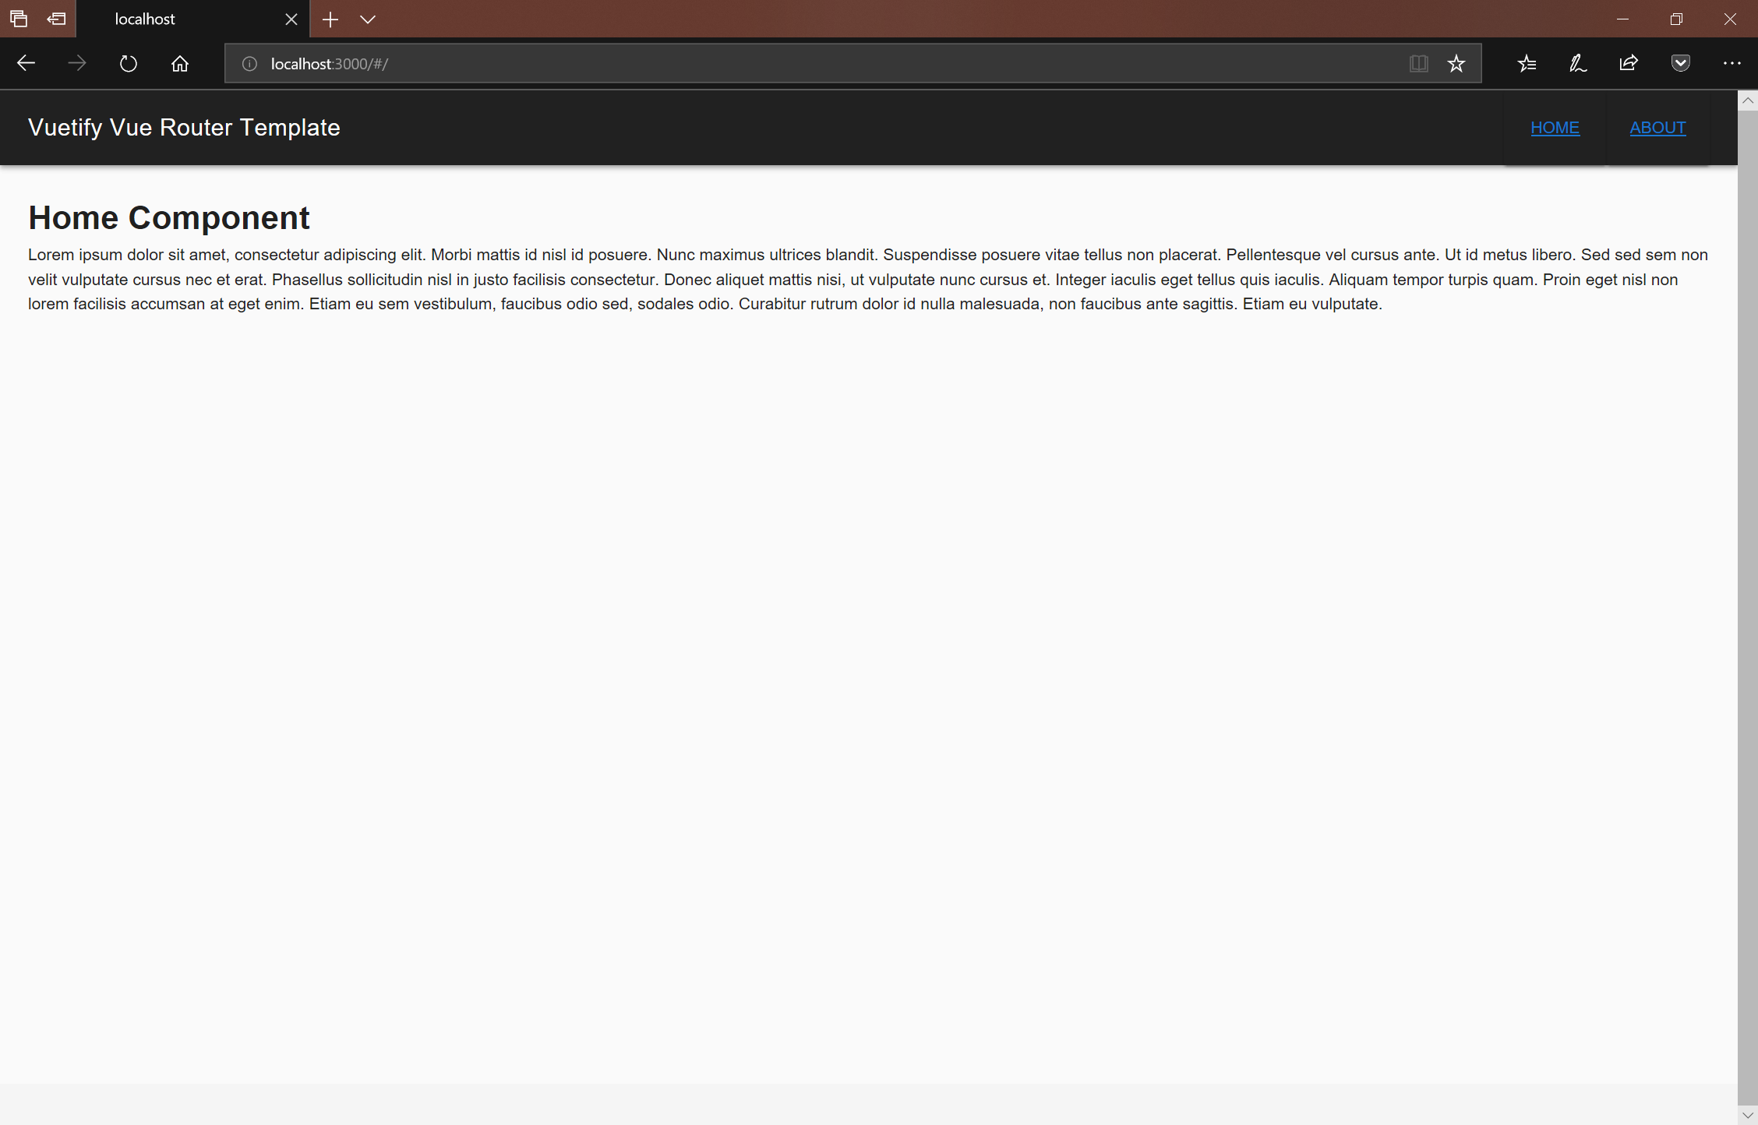 localhost
localhost:3000/#/
Vuetify Vue Router Template
HOME
ABOUT
Home Component
Lorem ipsum dolor sit amet, consectetur adipiscing elit. Morbi mattis id nisl id posuere. Nunc maximus ultrices blandit. Suspendisse posuere vitae tellus non placerat. Pellentesque vel cursus ante. Ut id metus libero. Sed sed sem non
velit vulputate cursus nec et erat. Phasellus sollicitudin nisl in justo facilisis consectetur. Donec aliquet mattis nisi, ut vulputate nunc cursus et. Integer iaculis eget tellus quis iaculis. Aliquam tempor turpis quam. Proin eget nisl non
lorem facilisis accumsan at eget enim. Etiam eu sem vestibulum, faucibus odio sed, sodales odio. Curabitur rutrum dolor id nulla malesuada, non faucibus ante sagittis. Etiam eu vulputate.